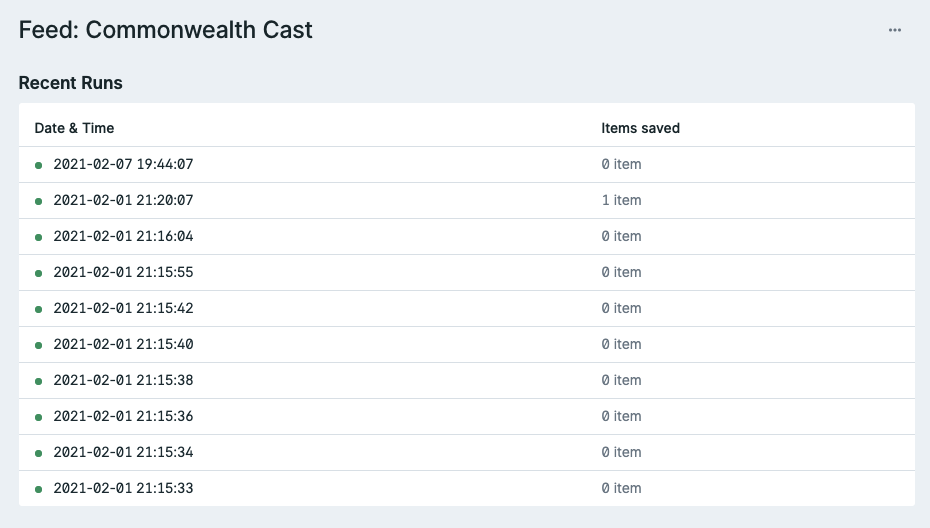 Feed: Commonwealth Cast
Recent Runs
Date & Time Items saved
2021-02-07 19:44:07 0 item
2021-02-01 21:20:07 1 item
2021-02-01 21:16:04 0 item
2021-02-01 21:15:55 0 item
2021-02-01 21:15:42 0 item
2021-02-01 21:15:40 0 item
2021-02-01 21:15:38 0 item
2021-02-01 21:15:36 0 item
2021-02-01 21:15:34 0 item
2021-02-01 21:15:33 0 item